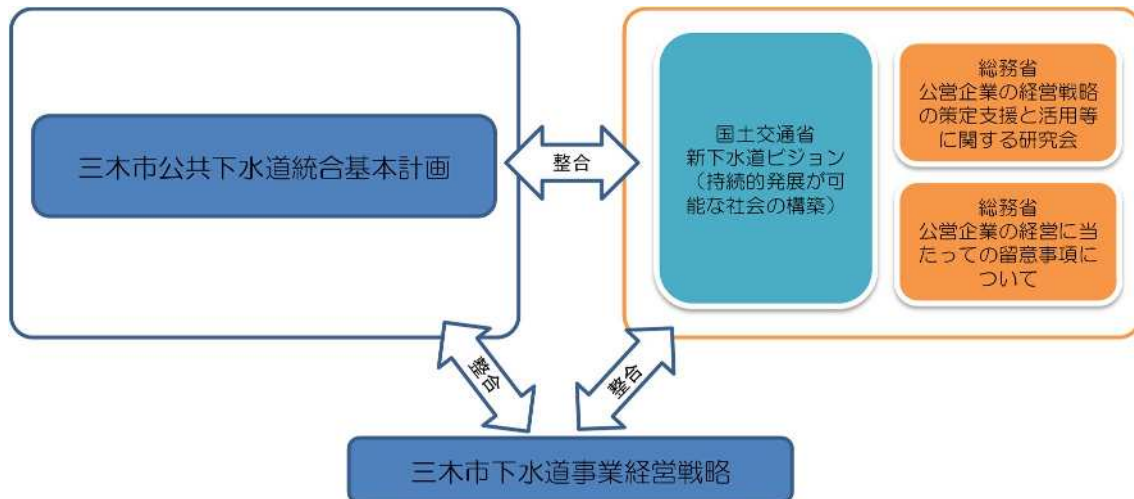 三木市公共下水道統合基本計画
整合
国土交通省
新下水道ビジョン
（持続的発展が可
能な社会の構築）
総務省
公営企業の経営戦略
の策定支援と活用等
に関する研究会
総務省
公営企業の経営に当
たっての留意事項に
ついて
整合
整合
三木市下水道事業経営戦略